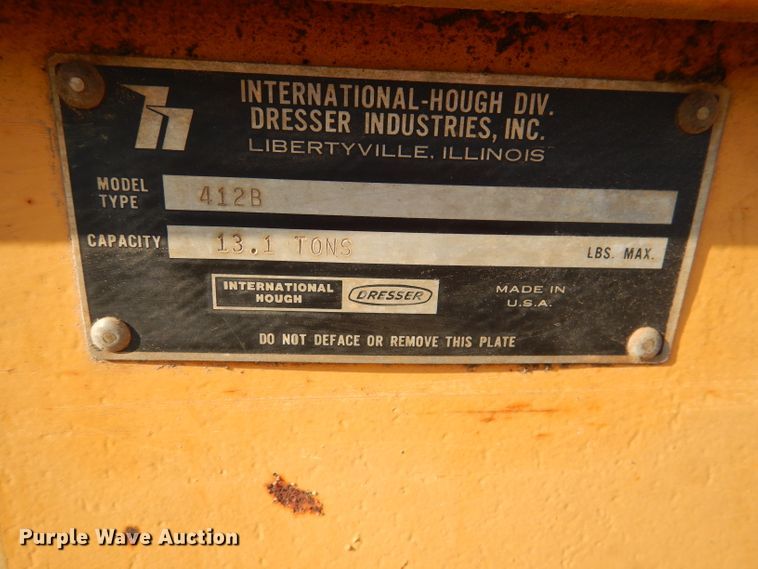 INTERNATIONAL-HOUGH DIV.
DRESSER INDUSTRIES, INC.
LIBERTYVILLE, ILLINOIS
MODEL
TYPE
412B
CAPACITY
13.1 TONS
LBS. MAX.
INTERNATIONAL
HOUGH
DRESSER
MADE IN
U.S.A.
DO NOT DEFACE OR REMOVE THIS PLATE
Purple Wave Auction